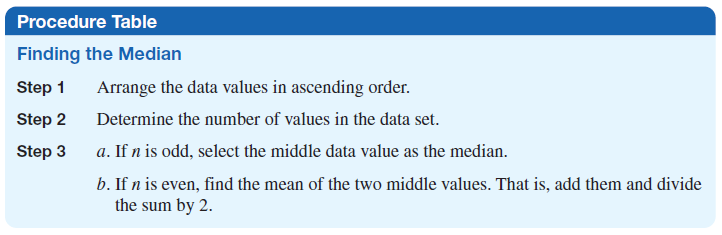 Procedure Table
Finding the Median
Step 1 Arrange the data values in ascending order.
Step 2 Determine the number of values in the data set.
Step 3 a. If n is odd, select the middle data value as the median.
b. If n is even, find the mean of the two middle values. That is, add them and divide
the sum by 2.